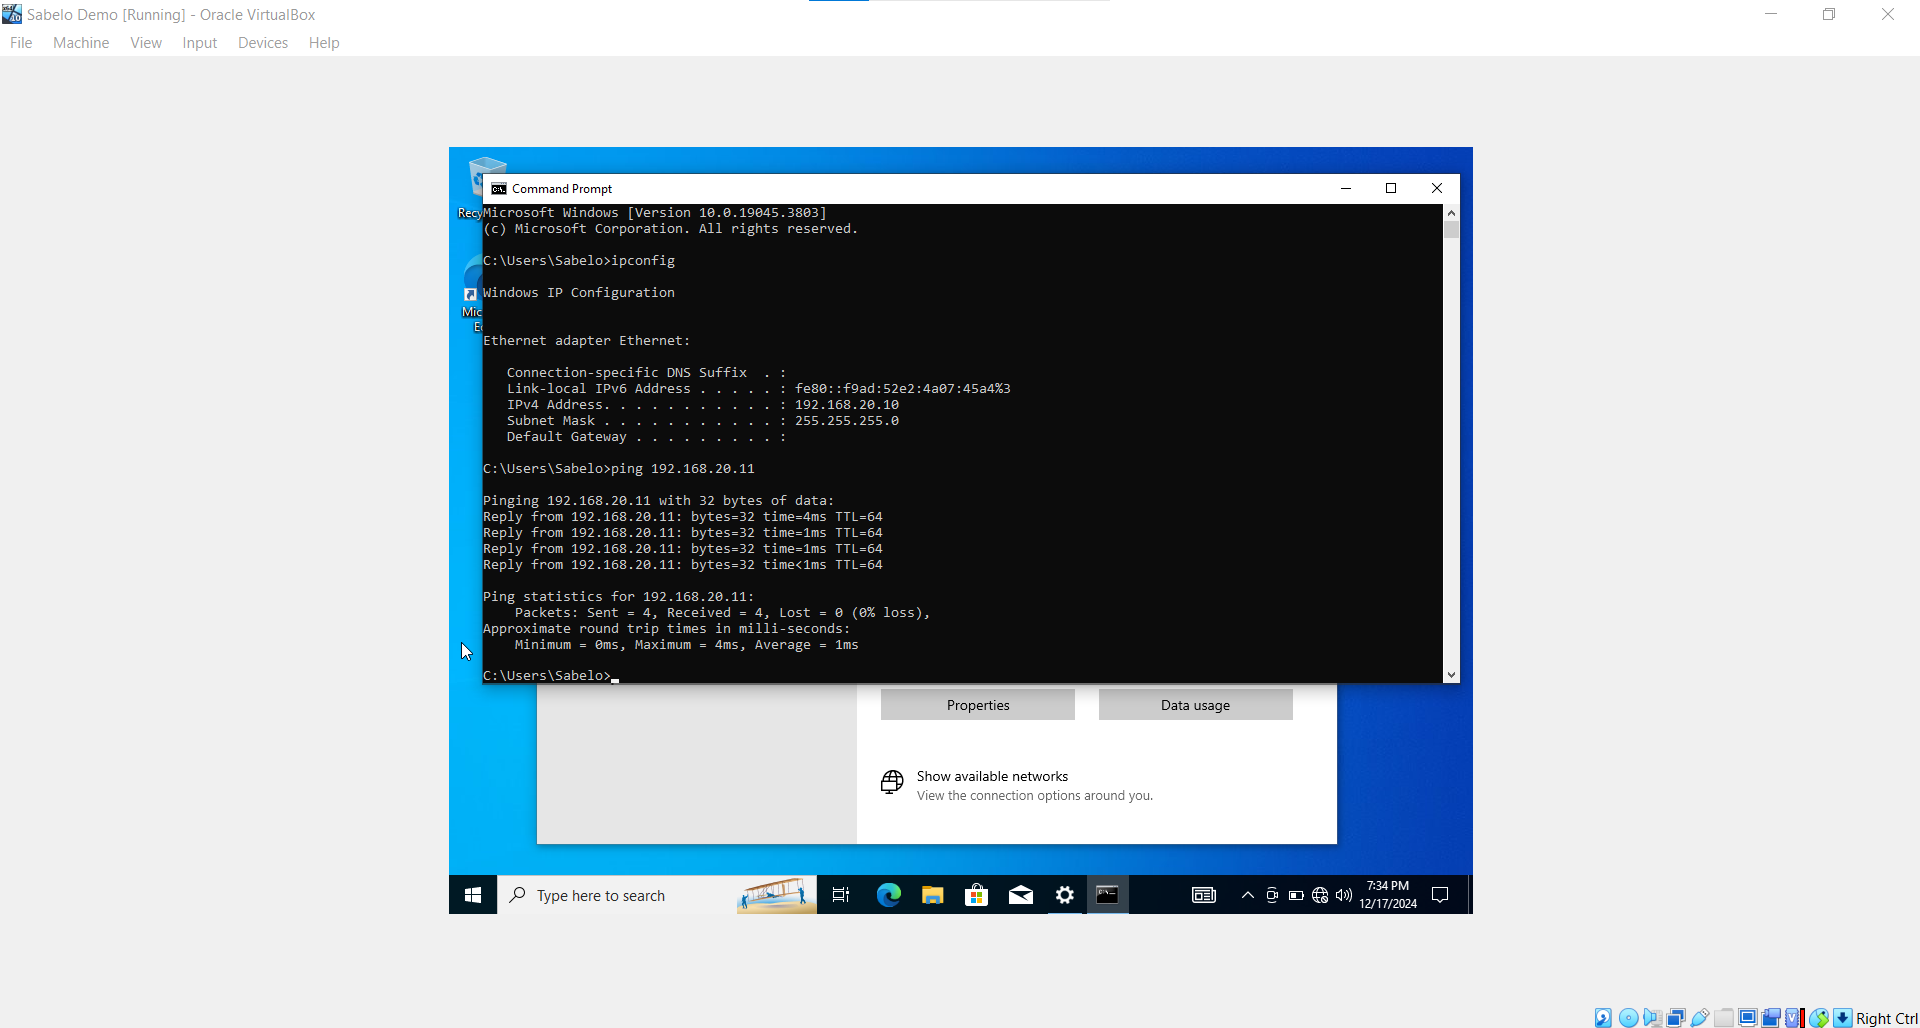 Sabelo Demo [Running] - Oracle VirtualBox
File Machine View Input Devices Help
Command Prompt
Recy
Microsoft Windows [Version 10.0.19045.3803]
(c) Microsoft Corporation. All rights reserved.
C:\Users\Sabelo>ipconfig
Windows IP Configuration
Mic
E
Ethernet adapter Ethernet:
Connection-specific DNS Suffix . :
Link-local IPv6 Address . . . . . : fe80::f9ad:52e2:4a07:45a4%3
IPv4 Address. . . . . . . . . . . : 192.168.20.10
Subnet Mask . . . . . . . . . . . : 255.255.255.0
Default Gateway . . . . . . . . . :
C:\Users\Sabelo>ping 192.168.20.11
Pinging 192.168.20.11 with 32 bytes of data:
Reply from 192.168.20.11: bytes=32 time=4ms TTL=64
Reply from 192.168.20.11: bytes=32 time=1ms TTL=64
Reply from 192.168.20.11: bytes=32 time=1ms TTL=64
Reply from 192.168.20.11: bytes=32 time<1ms TTL=64
Ping statistics for 192.168.20.11:
Packets: Sent = 4, Received = 4, Lost = 0 (0% loss),
Approximate round trip times in milli-seconds:
Minimum = 0ms, Maximum = 4ms, Average = 1ms
C:\Users\Sabelo>
Properties
Data usage
Show available networks
View the connection options around you.
Type here to search
7:34 PM
12/17/2024
Right Ctrl